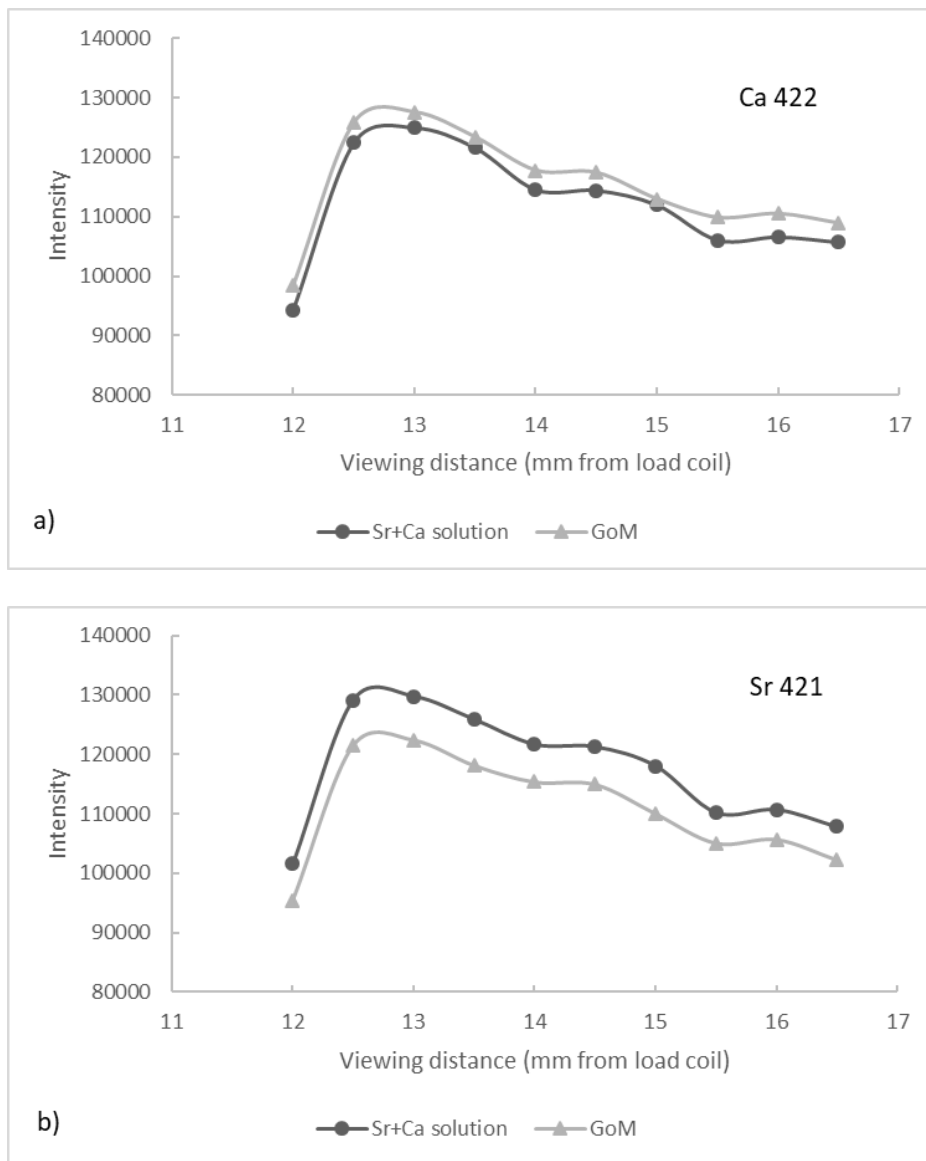 140000
130000
120000
110000
100000
90000
80000
Intensity
Ca 422
11 12 13 14 15 16 17
Viewing distance (mm from load coil)
a)
Sr+Ca solution GoM
140000
130000
120000
110000
100000
90000
80000
Intensity
Sr 421
11 12 13 14 15 16 17
Viewing distance (mm from load coil)
b)
Sr+Ca solution GoM